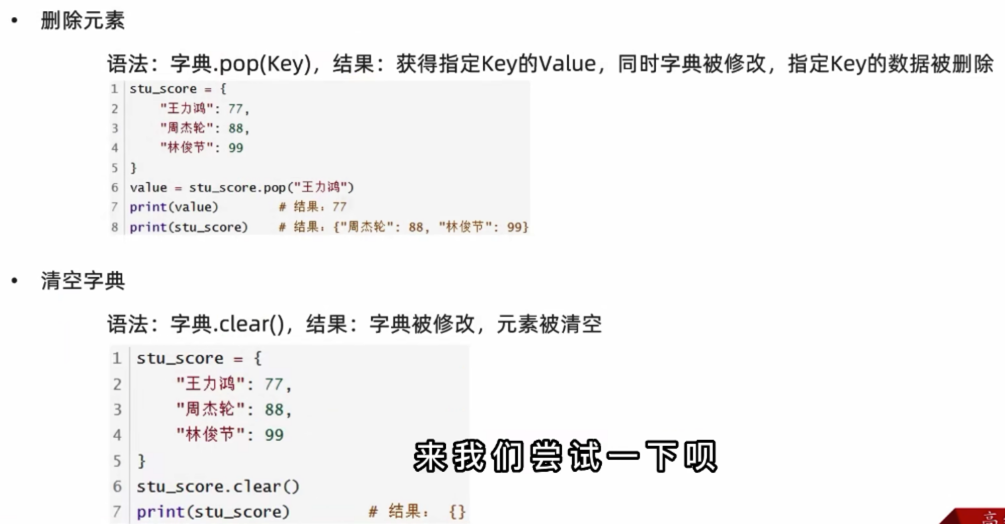 • 删除元素
语法：字典.pop(Key)，结果：获得指定Key的Value，同时字典被修改，指定Key的数据被删除
1 stu_score = {
2     "王力鸿": 77,
3     "周杰轮": 88,
4     "林俊节": 99
5 }
6 value = stu_score.pop("王力鸿")
7 print(value)        # 结果：77
8 print(stu_score)    # 结果：{"周杰轮": 88, "林俊节": 99}
• 清空字典
语法：字典.clear()，结果：字典被修改，元素被清空
1 stu_score = {
2     "王力鸿": 77,
3     "周杰轮": 88,
4     "林俊节": 99
5 }
来我们尝试一下呗
6 stu_score.clear()
7 print(stu_score)        # 结果： {}
高